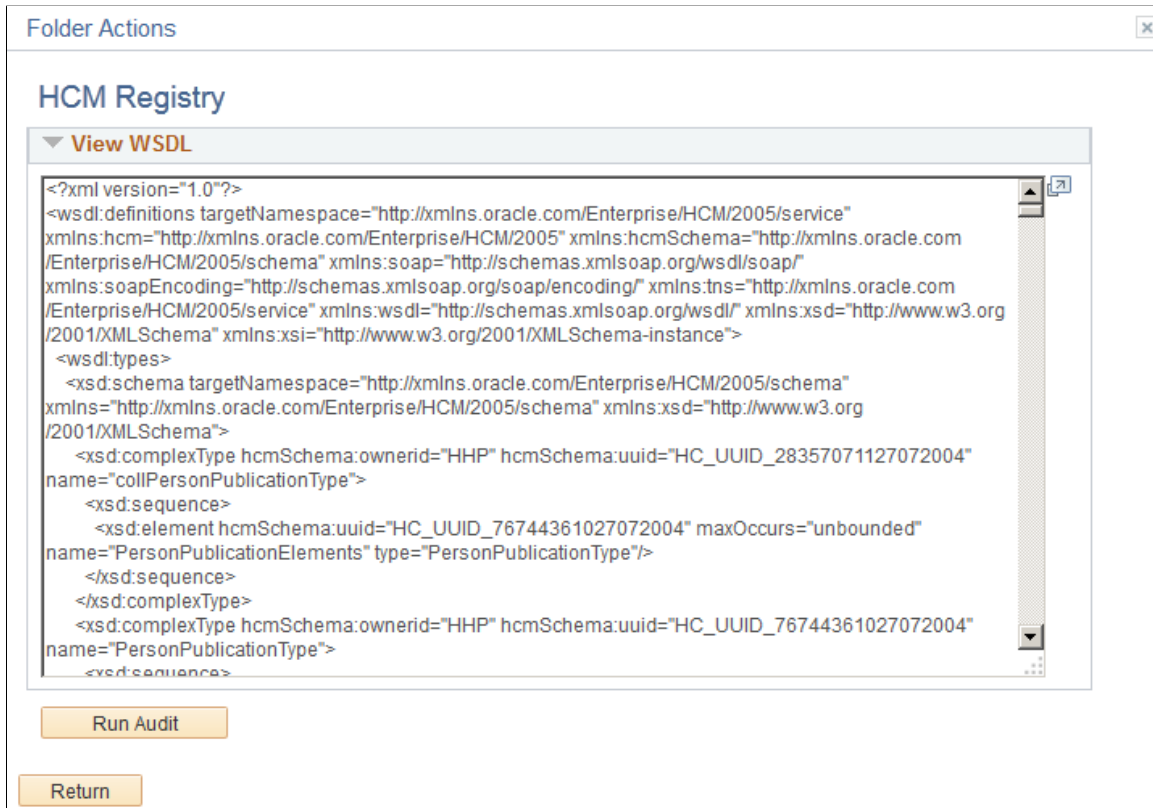 Folder Actions
HCM Registry
View WSDL
<?xml version="1.0"?>
<wsdl:definitions targetNamespace="http://xmlns.oracle.com/Enterprise/HCM/2005/service"
xmlns:hcm="http://xmlns.oracle.com/Enterprise/HCM/2005" xmlns:hcmSchema="http://xmlns.oracle.com
/Enterprise/HCM/2005/schema" xmlns:soap="http://schemas.xmlsoap.org/wsdl/soap/"
xmlns:soapEncoding="http://schemas.xmlsoap.org/soap/encoding/" xmlns:tns="http://xmlns.oracle.com
/Enterprise/HCM/2005/service" xmlns:wsdl="http://schemas.xmlsoap.org/wsdl/" xmlns:xsd="http://www.w3.org
/2001/XMLSchema" xmlns:xsi="http://www.w3.org/2001/XMLSchema-instance">
<wsdl:types>
<xsd:schema targetNamespace="http://xmlns.oracle.com/Enterprise/HCM/2005/schema"
xmlns="http://xmlns.oracle.com/Enterprise/HCM/2005/schema" xmlns:xsd="http://www.w3.org
/2001/XMLSchema">
<xsd:complexType hcmSchema:ownerid="HHP" hcmSchema:uuid="HC_UUID_28357071127072004"
name="collPersonPublicationType">
<xsd:sequence>
<xsd:element hcmSchema:uuid="HC_UUID_76744361027072004" maxOccurs="unbounded"
name="PersonPublicationElements" type="PersonPublicationType"/>
</xsd:sequence>
</xsd:complexType>
<xsd:complexType hcmSchema:ownerid="HHP" hcmSchema:uuid="HC_UUID_76744361027072004"
name="PersonPublicationType">
<xsd:sequence>
Run Audit
Return